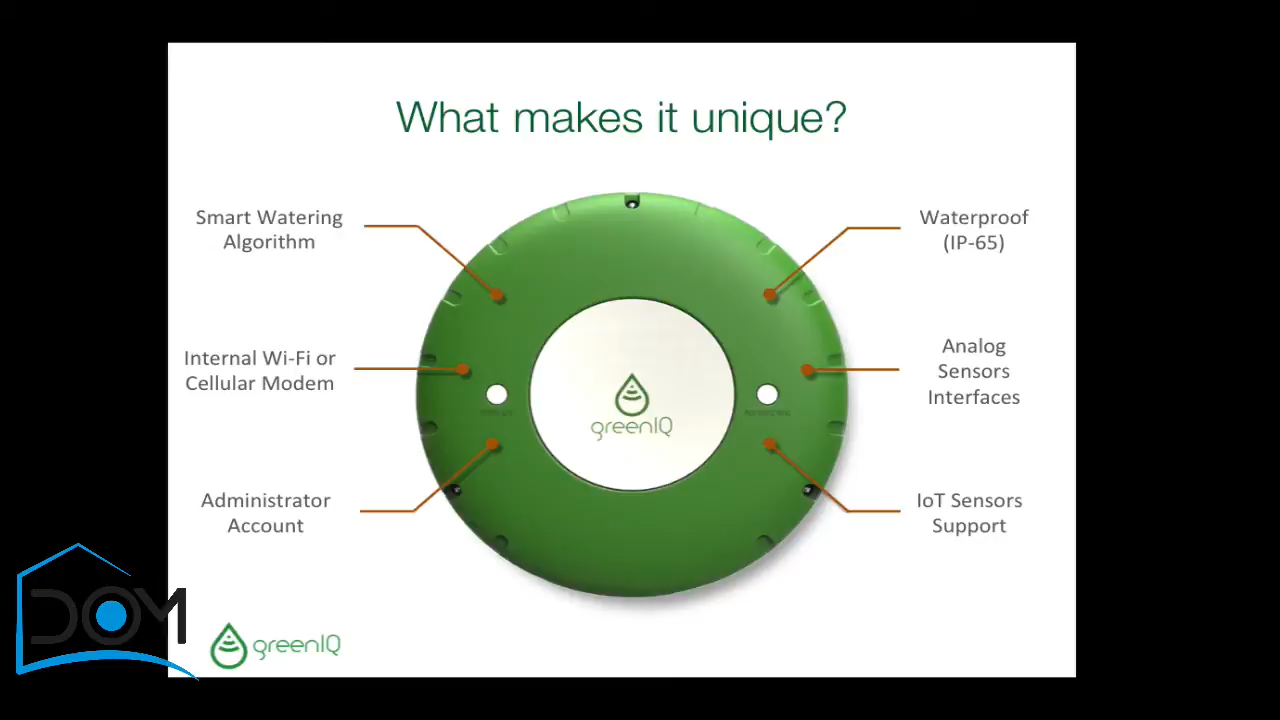 What makes it unique?
Smart Watering
Algorithm
Waterproof
(IP-65)
Internal Wi-Fi or
Cellular Modem
Analog
Sensors
Interfaces
greenIQ
Administrator
Account
IoT Sensors
Support
DOM
greenIQ